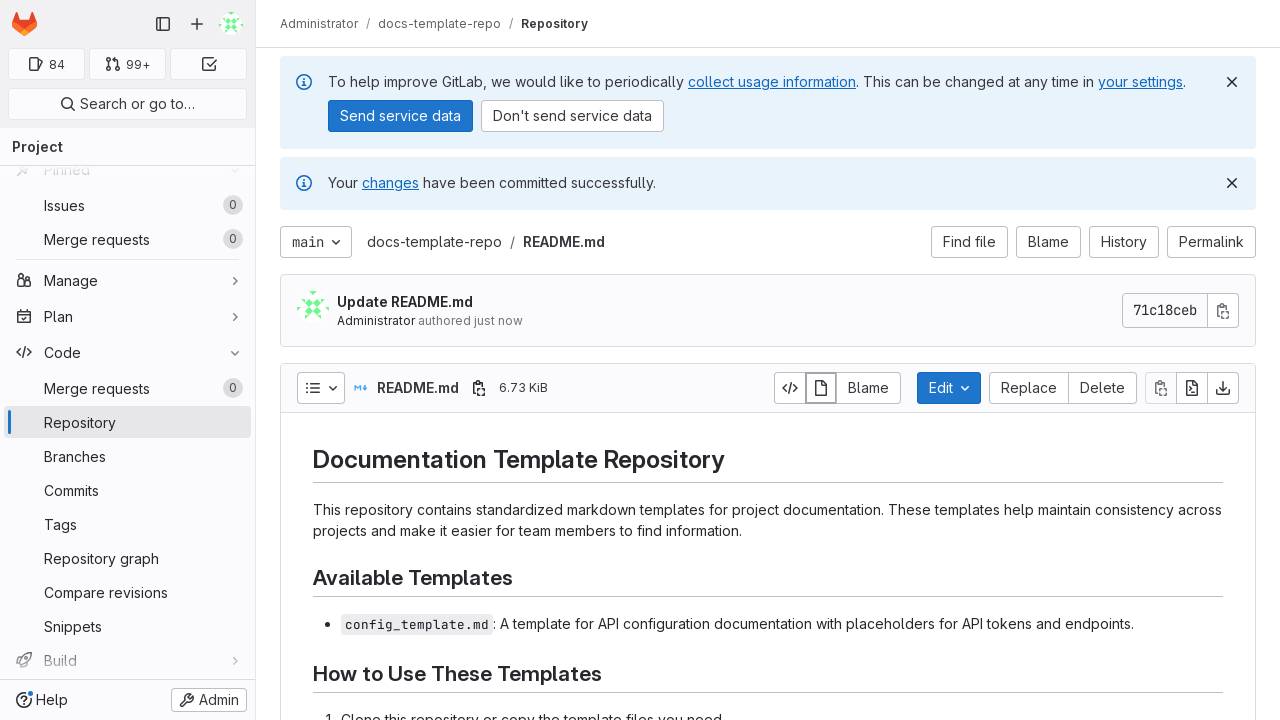 Administrator / docs-template-repo / Repository
84
99+
Search or go to…
Project
Pinned
Issues 0
Merge requests 0
Manage
Plan
Code
Merge requests 0
Repository
Branches
Commits
Tags
Repository graph
Compare revisions
Snippets
Build
Help
Admin
To help improve GitLab, we would like to periodically collect usage information. This can be changed at any time in your settings.
Send service data
Don't send service data
Your changes have been committed successfully.
main
docs-template-repo / README.md
Find file
Blame
History
Permalink
Update README.md
Administrator authored just now
71c18ceb
README.md
6.73 KiB
Blame
Edit
Replace
Delete
Documentation Template Repository
This repository contains standardized markdown templates for project documentation. These templates help maintain consistency across
projects and make it easier for team members to find information.
Available Templates
• config_template.md: A template for API configuration documentation with placeholders for API tokens and endpoints.
How to Use These Templates
1. Clone this repository or copy the template files you need